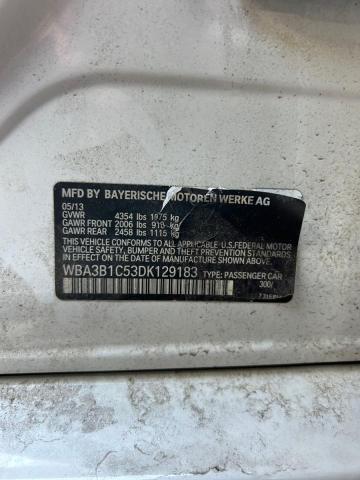 MFD BY BAYERISCHE MOTOREN WERKE AG
05/13
GVWR 4354 lbs 1975 kg
GAWR FRONT 2006 lbs 910 kg
GAWR REAR 2458 lbs 1115 kg
THIS VEHICLE CONFORMS TO ALL APPLICABLE U.S. FEDERAL MOTOR
VEHICLE SAFETY, BUMPER, AND THEFT PREVENTION STANDARDS
IN EFFECT ON THE DATE OF MANUFACTURE SHOWN ABOVE.
WBA3B1C53DK129183 TYPE: PASSENGER CAR
300/